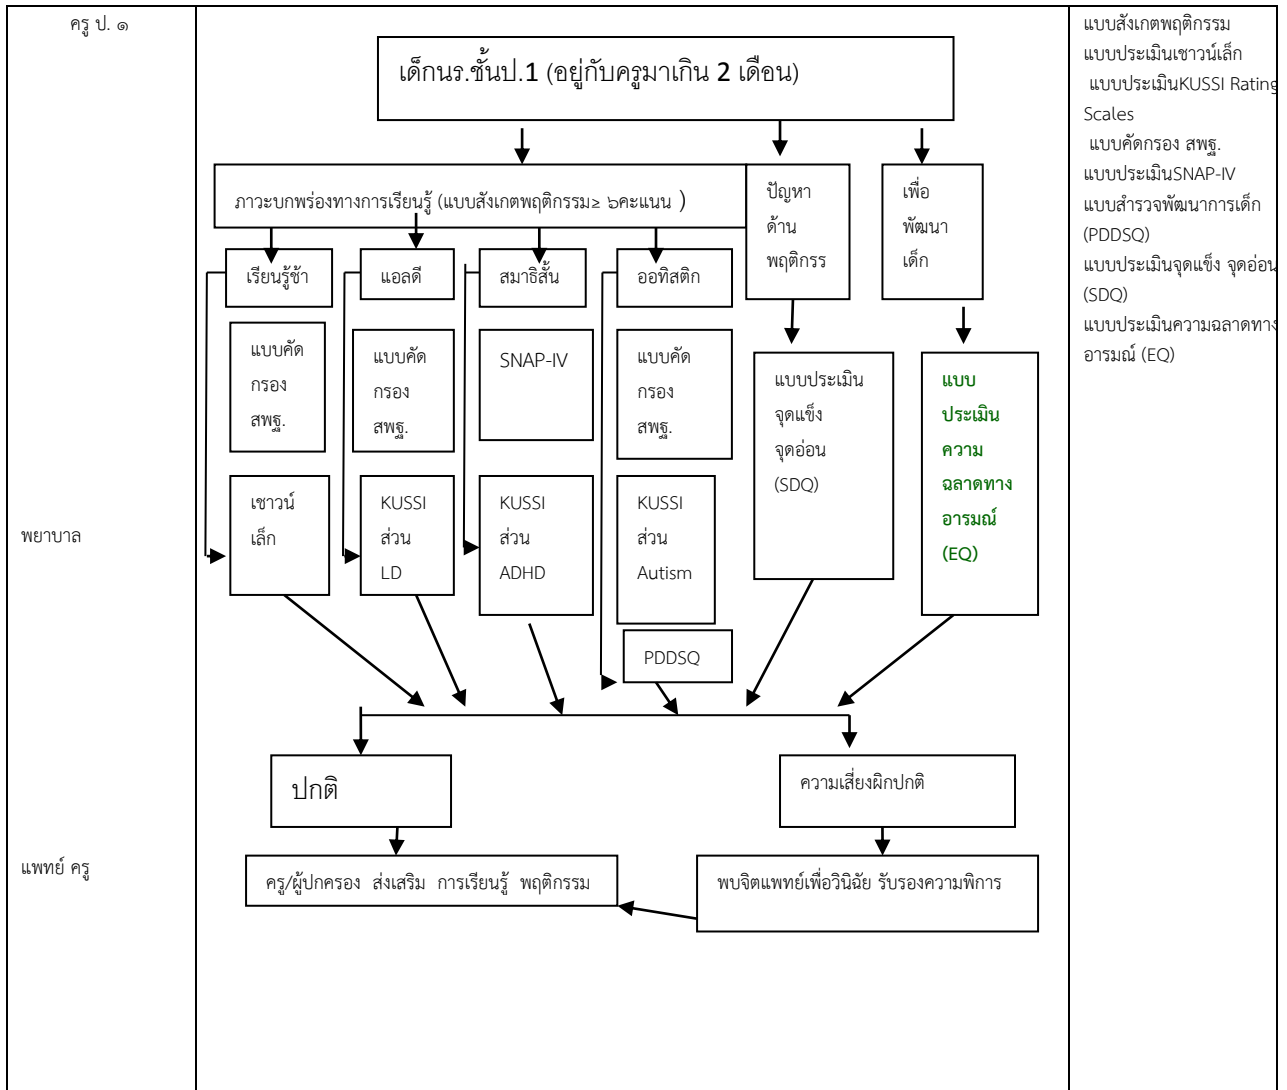 ครู ป. ๑
เด็กนร.ชั้นป.1 (อยู่กับครูมาเกิน 2 เดือน)
ภาวะบกพร่องทางการเรียนรู้ (แบบสังเกตพฤติกรรม≥ ๖คะแนน )
ปัญหา
ด้าน
พฤติกรร
เพื่อ
พัฒนา
เด็ก
เรียนรู้ช้า
แอลดี
สมาธิสั้น
ออทิสติก
แบบคัด
กรอง
สพฐ.
แบบคัด
กรอง
สพฐ.
SNAP-IV
แบบคัด
กรอง
สพฐ.
แบบประเมิน
จุดแข็ง
จุดอ่อน
(SDQ)
แบบ
ประเมิน
ความ
ฉลาดทาง
อารมณ์
(EQ)
เชาวน์
เล็ก
KUSSI
ส่วน
LD
KUSSI
ส่วน
ADHD
KUSSI
ส่วน
Autism
PDDSQ
พยาบาล
ปกติ
ความเสี่ยงผิกปกติ
แพทย์ ครู
ครู/ผู้ปกครอง ส่งเสริม การเรียนรู้ พฤติกรรม
พบจิตแพทย์เพื่อวินิฉัย รับรองความพิการ
แบบสังเกตพฤติกรรม
แบบประเมินเชาวน์เล็ก
แบบประเมินKUSSI Rating
Scales
แบบคัดกรอง สพฐ.
แบบประเมินSNAP-IV
แบบสำรวจพัฒนาการเด็ก
(PDDSQ)
แบบประเมินจุดแข็ง จุดอ่อน
(SDQ)
แบบประเมินความฉลาดทาง
อารมณ์ (EQ)